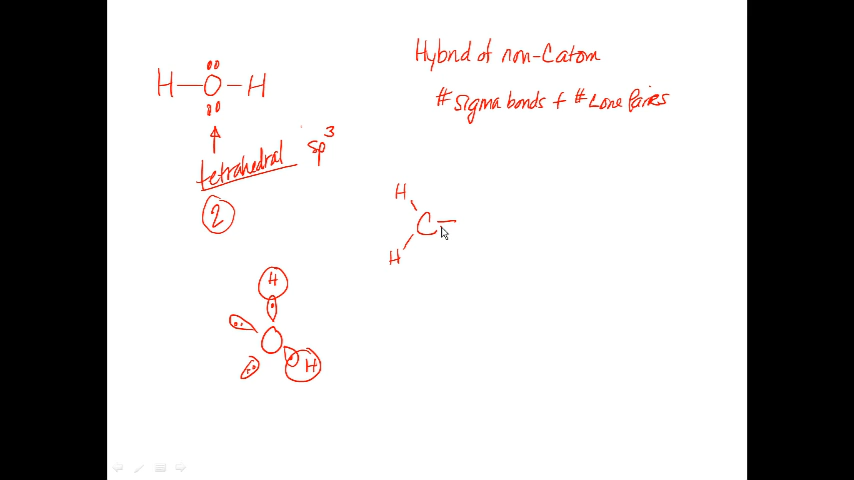 Hybrid of non-C atom
# Sigma bonds + # Lone Pairs
H—O—H
tetrahedral sp³
2
H
C—
H
H
O
H